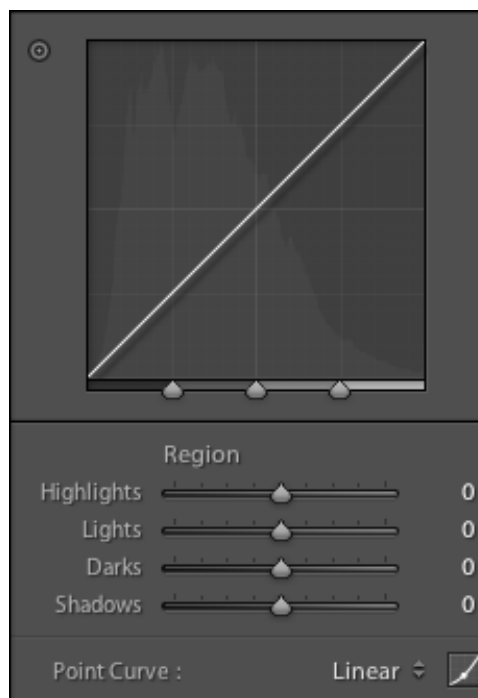 Region
Highlights 0
Lights 0
Darks 0
Shadows 0
Point Curve : Linear